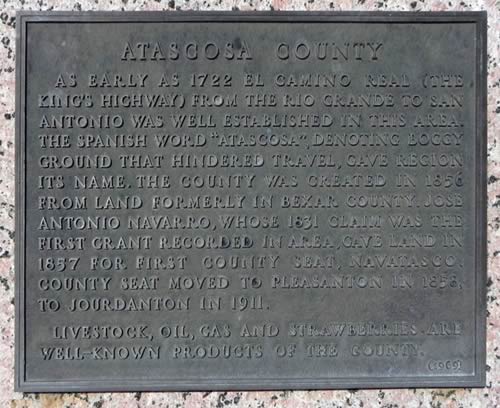 ATASCOSA COUNTY
AS EARLY AS 1722 EL CAMINO REAL (THE
KING'S HIGHWAY) FROM THE RIO GRANDE TO SAN
ANTONIO WAS WELL ESTABLISHED IN THIS AREA.
THE SPANISH WORD "ATASCOSA", DENOTING BOGGY
GROUND THAT HINDERED TRAVEL, GAVE REGION
ITS NAME. THE COUNTY WAS CREATED IN 1856
FROM LAND FORMERLY IN BEXAR COUNTY. JOSE
ANTONIO NAVARRO, WHOSE 1831 CLAIM WAS THE
FIRST GRANT RECORDED IN AREA, GAVE LAND IN
1857 FOR FIRST COUNTY SEAT, NAVATASCO.
COUNTY SEAT MOVED TO PLEASANTON IN 1858,
TO JOURDANTON IN 1911.
LIVESTOCK, OIL, GAS AND STRAWBERRIES ARE
WELL-KNOWN PRODUCTS OF THE COUNTY.
(1969)